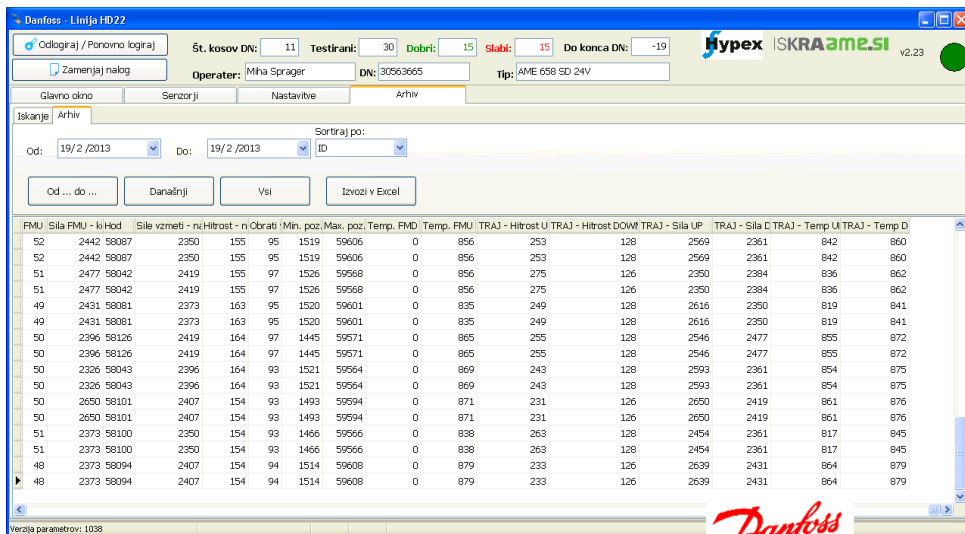 Danfoss - Linija HD22
Odlogiraj / Ponovno logiraj
Št. kosov DN: 11 Testirani: 30 Dobri: 15 Slabi: 15 Do konca DN: -19
Hypex ISKRAame.SI v2.23
Zamenjaj nalog
Operater: Miha Sprager DN: 30563665 Tip: AME 658 SD 24V
Glavno okno Senzorji Nastavitve Arhiv
Iskanje Arhiv
Sortiraj po:
Od: 19/ 2 /2013 Do: 19/ 2 /2013 ID
Od ... do ... Današnji Vsi Izvozi v Excel
FMU Sila FMU - k Hod Sile vzmeti - na Hitrost - n Obrati Min. poz. Max. poz. Temp. FMD Temp. FMU TRAJ - Hitrost U TRAJ - Hitrost DOWN TRAJ - Sila UP TRAJ - Sila D TRAJ - Temp U TRAJ - Temp D
52 2442 58087 2350 155 95 1519 59606 0 856 253 128 2569 2361 842 860
52 2442 58087 2350 155 95 1519 59606 0 856 253 128 2569 2361 842 860
51 2477 58042 2419 155 97 1526 59568 0 856 275 126 2350 2384 836 862
51 2477 58042 2419 155 97 1526 59568 0 856 275 126 2350 2384 836 862
49 2431 58081 2373 163 95 1520 59601 0 835 249 128 2616 2350 819 841
49 2431 58081 2373 163 95 1520 59601 0 835 249 128 2616 2350 819 841
50 2396 58126 2419 164 97 1445 59571 0 865 255 128 2546 2477 855 872
50 2396 58126 2419 164 97 1445 59571 0 865 255 128 2546 2477 855 872
50 2326 58043 2396 164 93 1521 59564 0 869 243 128 2593 2361 854 875
50 2326 58043 2396 164 93 1521 59564 0 869 243 128 2593 2361 854 875
50 2650 58101 2407 154 93 1493 59594 0 871 231 126 2650 2419 861 876
50 2650 58101 2407 154 93 1493 59594 0 871 231 126 2650 2419 861 876
51 2373 58100 2350 154 93 1466 59566 0 838 263 128 2454 2361 817 845
51 2373 58100 2350 154 93 1466 59566 0 838 263 128 2454 2361 817 845
48 2373 58094 2407 154 94 1514 59608 0 879 233 126 2639 2431 864 879
48 2373 58094 2407 154 94 1514 59608 0 879 233 126 2639 2431 864 879
Danfoss
Verzija parametrov: 1038